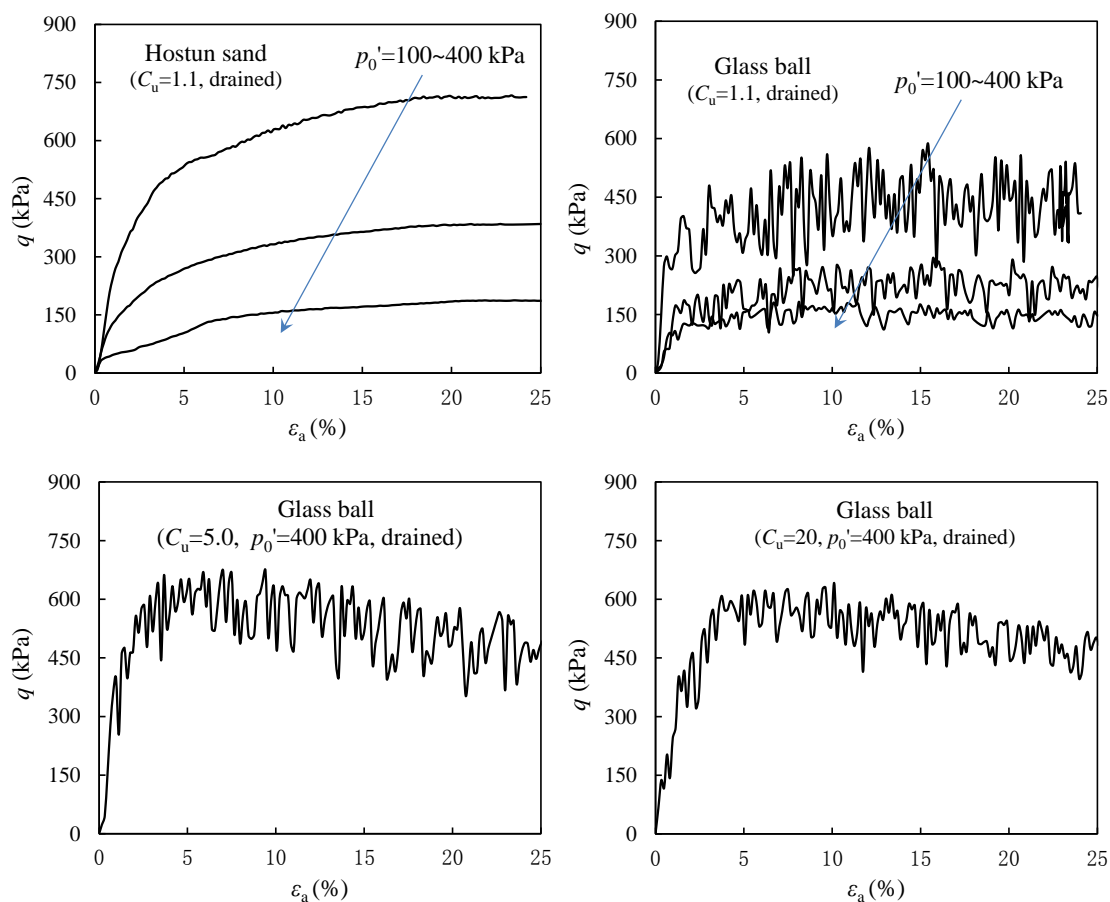 900
750
600
450
300
150
0
q (kPa)
Hostun sand
(Cu=1.1, drained)
p0'=100~400 kPa
0 5 10 15 20 25
εa (%)
900
750
600
450
300
150
0
q (kPa)
Glass ball
(Cu=1.1, drained)
p0'=100~400 kPa
0 5 10 15 20 25
εa (%)
900
750
600
450
300
150
0
q (kPa)
Glass ball
(Cu=5.0, p0'=400 kPa, drained)
0 5 10 15 20 25
εa (%)
900
750
600
450
300
150
0
q (kPa)
Glass ball
(Cu=20, p0'=400 kPa, drained)
0 5 10 15 20 25
εa (%)